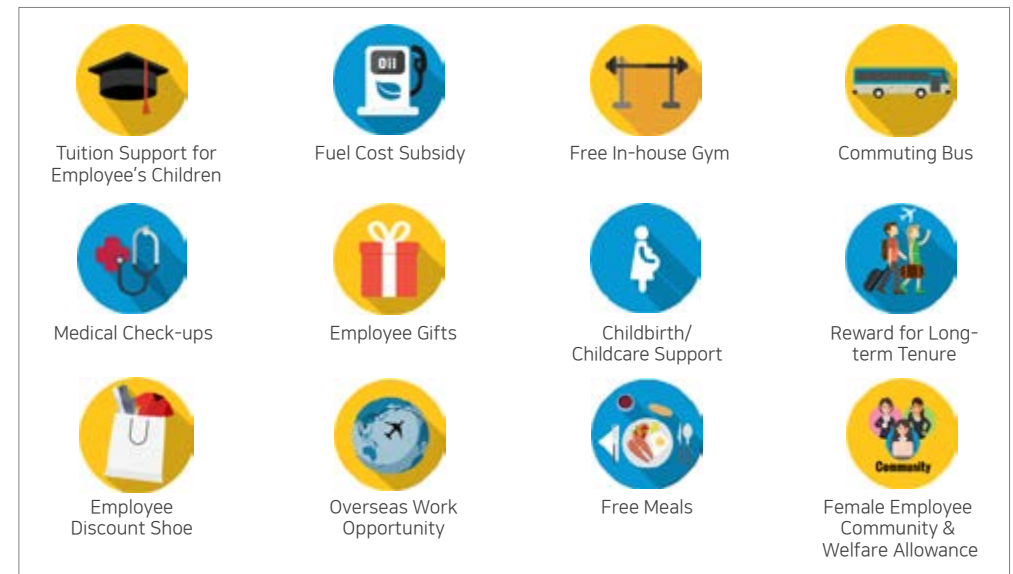 Oil
Tuition Support for
Employee's Children
Fuel Cost Subsidy
Free In-house Gym
Commuting Bus
Medical Check-ups
Employee Gifts
Childbirth/
Childcare Support
Reward for Long-
term Tenure
Community
Employee
Discount Shoe
Overseas Work
Opportunity
Free Meals
Female Employee
Community &
Welfare Allowance